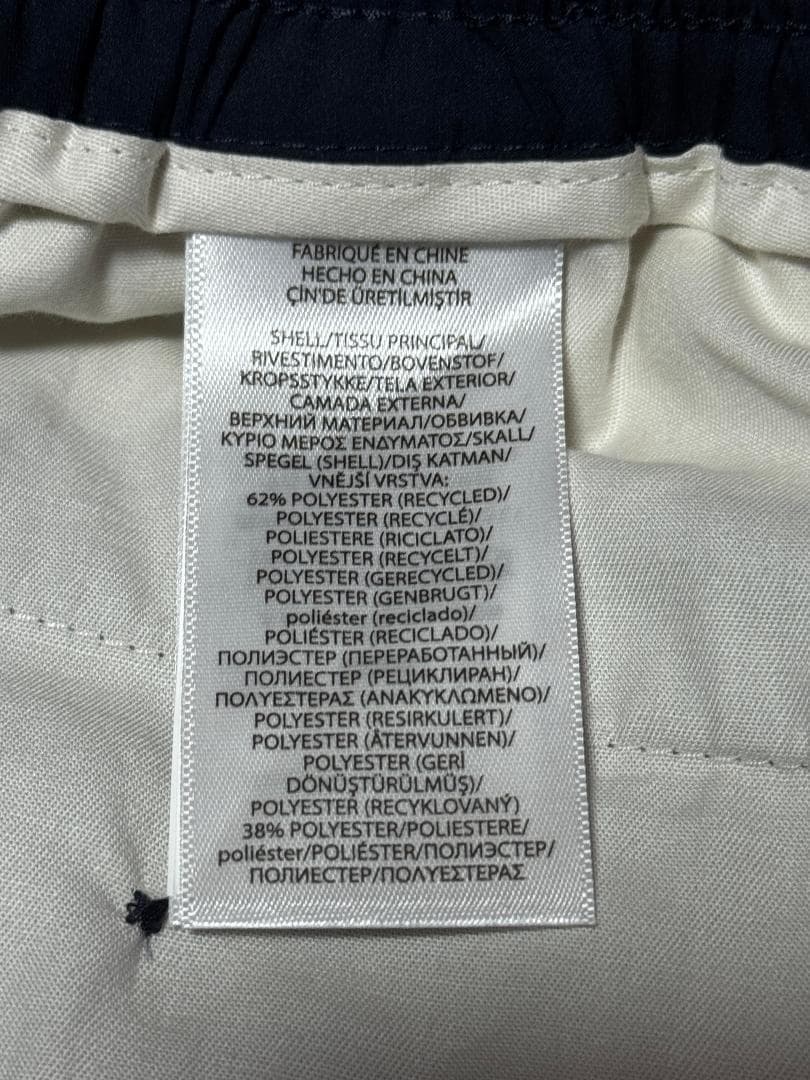 FABRIQUÉ EN CHINE
HECHO EN CHINA
ÇİN'DE ÜRETİLMİŞTİR
SHELL/TISSU PRINCIPAL/
RIVESTIMENTO/BOVENSTOF/
KROPSSTYKKE/TELA EXTERIOR/
CAMADA EXTERNA/
ВЕРХНИЙ МАТЕРИАЛ/ОБВИВКА/
ΚΥΡΙΟ ΜΕΡΟΣ ΕΝΔΥΜΑΤΟΣ/SKALL/
SPEGEL (SHELL)/DIŞ KATMAN/
VNĚJŠÍ VRSTVA:
62% POLYESTER (RECYCLED)/
POLYESTER (RECYCLÉ)/
POLIESTERE (RICICLATO)/
POLYESTER (RECYCELT)/
POLYESTER (GERECYCLED)/
POLYESTER (GENBRUGT)/
poliéster (reciclado)/
POLIÉSTER (RECICLADO)/
ПОЛИЭСТЕР (ПЕРЕРАБОТАННЫЙ)/
ПОЛИЕСТЕР (РЕЦИКЛИРАН)/
ΠΟΛΥΕΣΤΕΡΑΣ (ΑΝΑΚΥΚΛΩΜΕΝΟ)/
POLYESTER (RESIRKULERT)/
POLYESTER (ÅTERVUNNEN)/
POLYESTER (GERİ
DÖNÜŞTÜRÜLMÜŞ)/
POLYESTER (RECYKLOVANÝ)
38% POLYESTER/POLIESTERE/
poliéster/POLIÉSTER/ПОЛИЭСТЕР/
ПОЛИЕСТЕР/ΠΟΛΥΕΣΤΕΡΑΣ